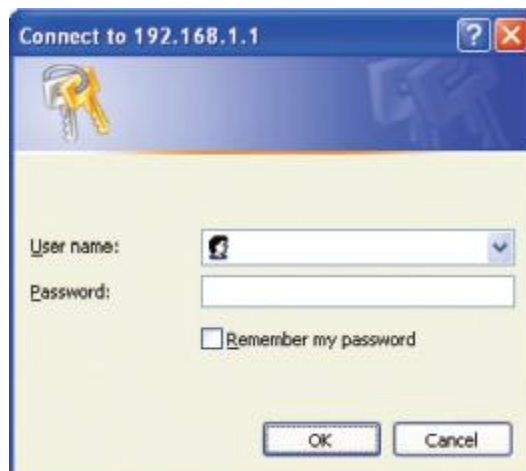 Connect to 192.168.1.1
User name:
Password:
Remember my password
OK Cancel